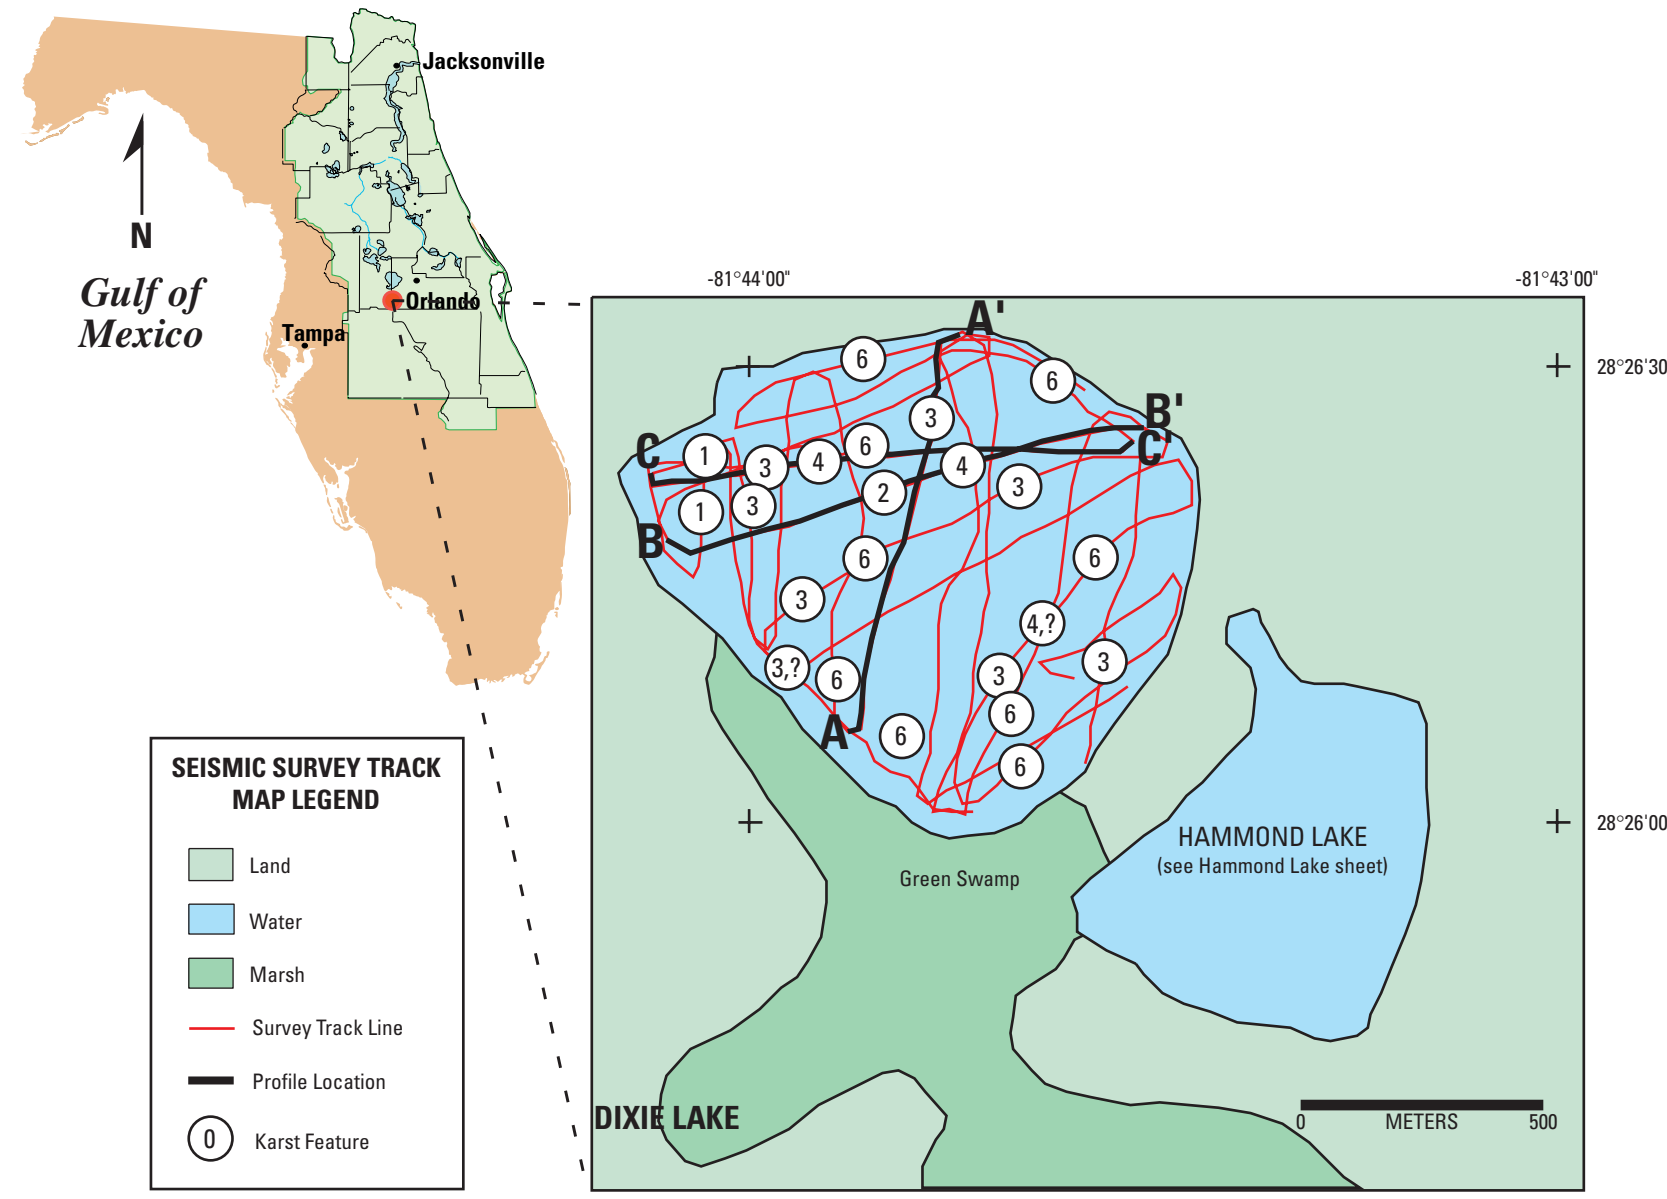 Jacksonville
N
Gulf of
Mexico
Orlando
Tampa
-81°44'00"
-81°43'00"
28°26'30
28°26'00
A'
B'
C'
C
B
A
6
6
3
6
1
3
4
4
2
3
1
3
6
6
3
4,?
3,?
6
3
3
6
6
6
HAMMOND LAKE
(see Hammond Lake sheet)
Green Swamp
DIXIE LAKE
0 METERS 500
SEISMIC SURVEY TRACK
MAP LEGEND
Land
Water
Marsh
Survey Track Line
Profile Location
0 Karst Feature